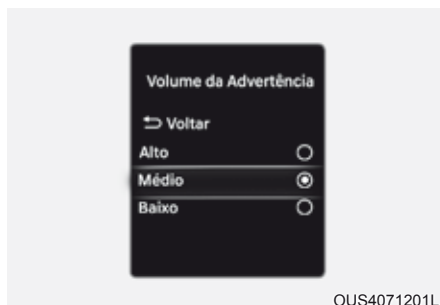 Volume da Advertência
Voltar
Alto
Médio
Baixo
OUS4071201L